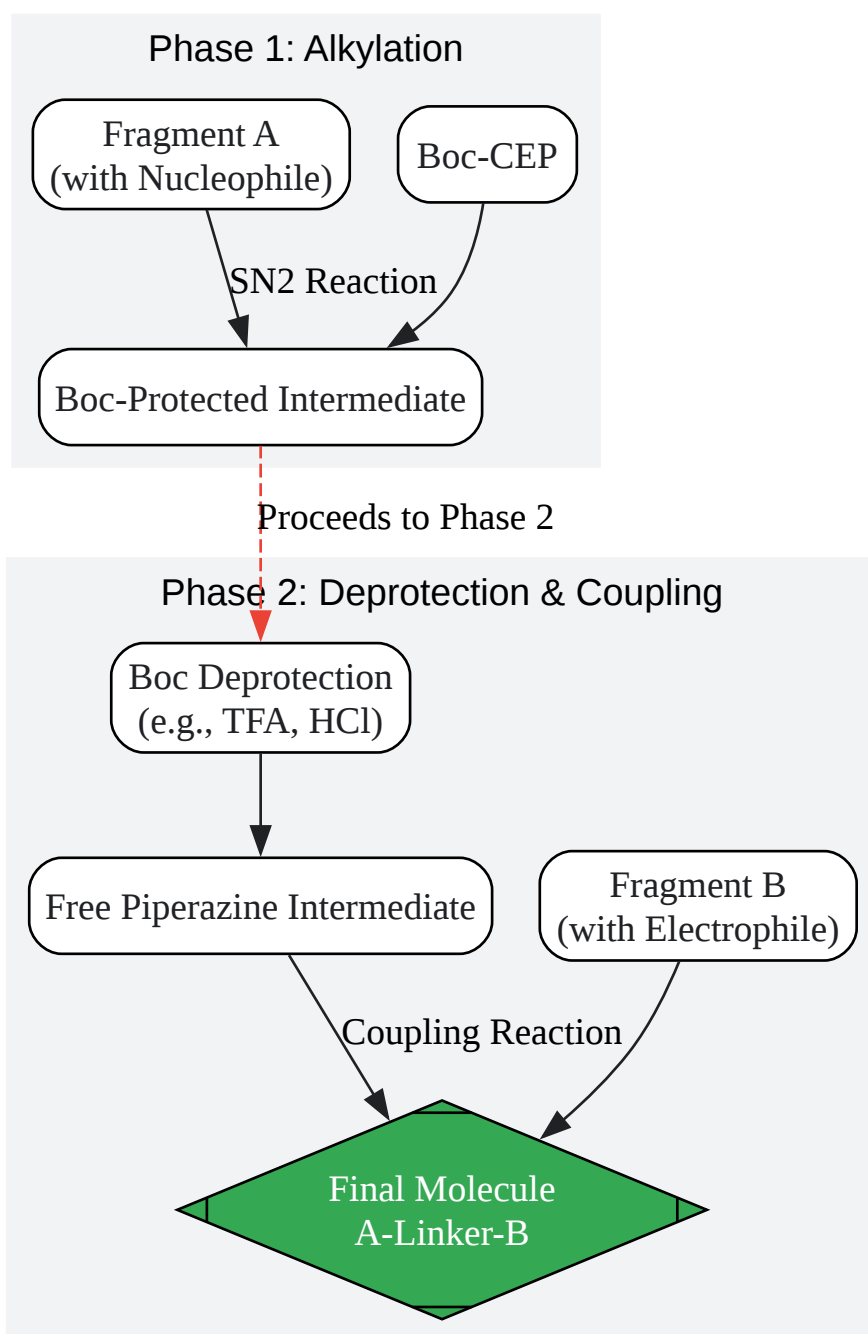 Phase 1: Alkylation
Fragment A
(with Nucleophile)
Boc-CEP
SN2 Reaction
Boc-Protected Intermediate
Proceeds to Phase 2
Phase 2: Deprotection & Coupling
Boc Deprotection
(e.g., TFA, HCl)
Free Piperazine Intermediate
Fragment B
(with Electrophile)
Coupling Reaction
Final Molecule
A-Linker-B